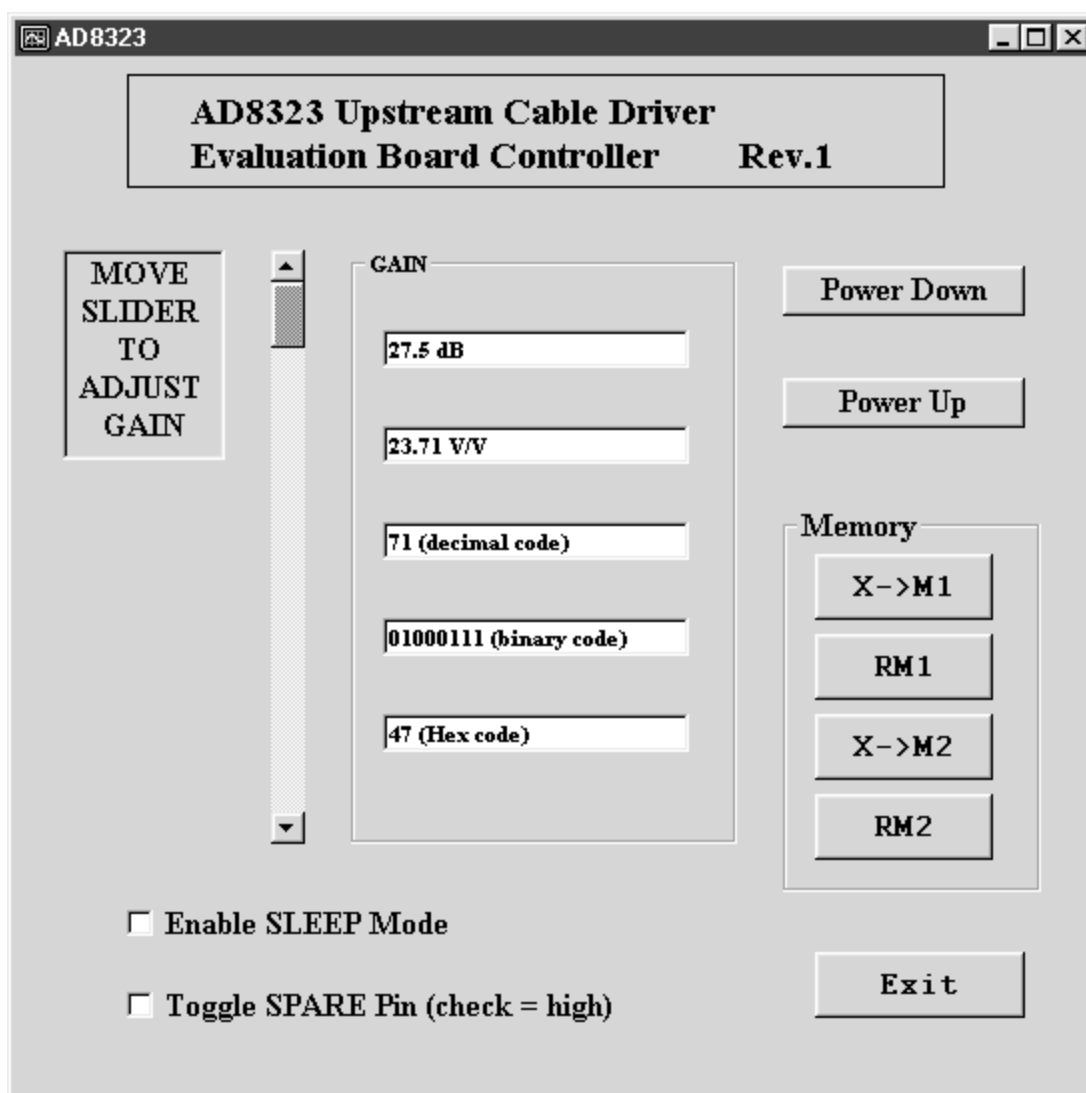 AD8323
AD8323 Upstream Cable Driver
Evaluation Board Controller Rev.1
MOVE
SLIDER
TO
ADJUST
GAIN
GAIN
27.5 dB
23.71 V/V
71 (decimal code)
01000111 (binary code)
47 (Hex code)
Power Down
Power Up
Memory
X->M1
RM1
X->M2
RM2
Enable SLEEP Mode
Toggle SPARE Pin (check = high)
Exit